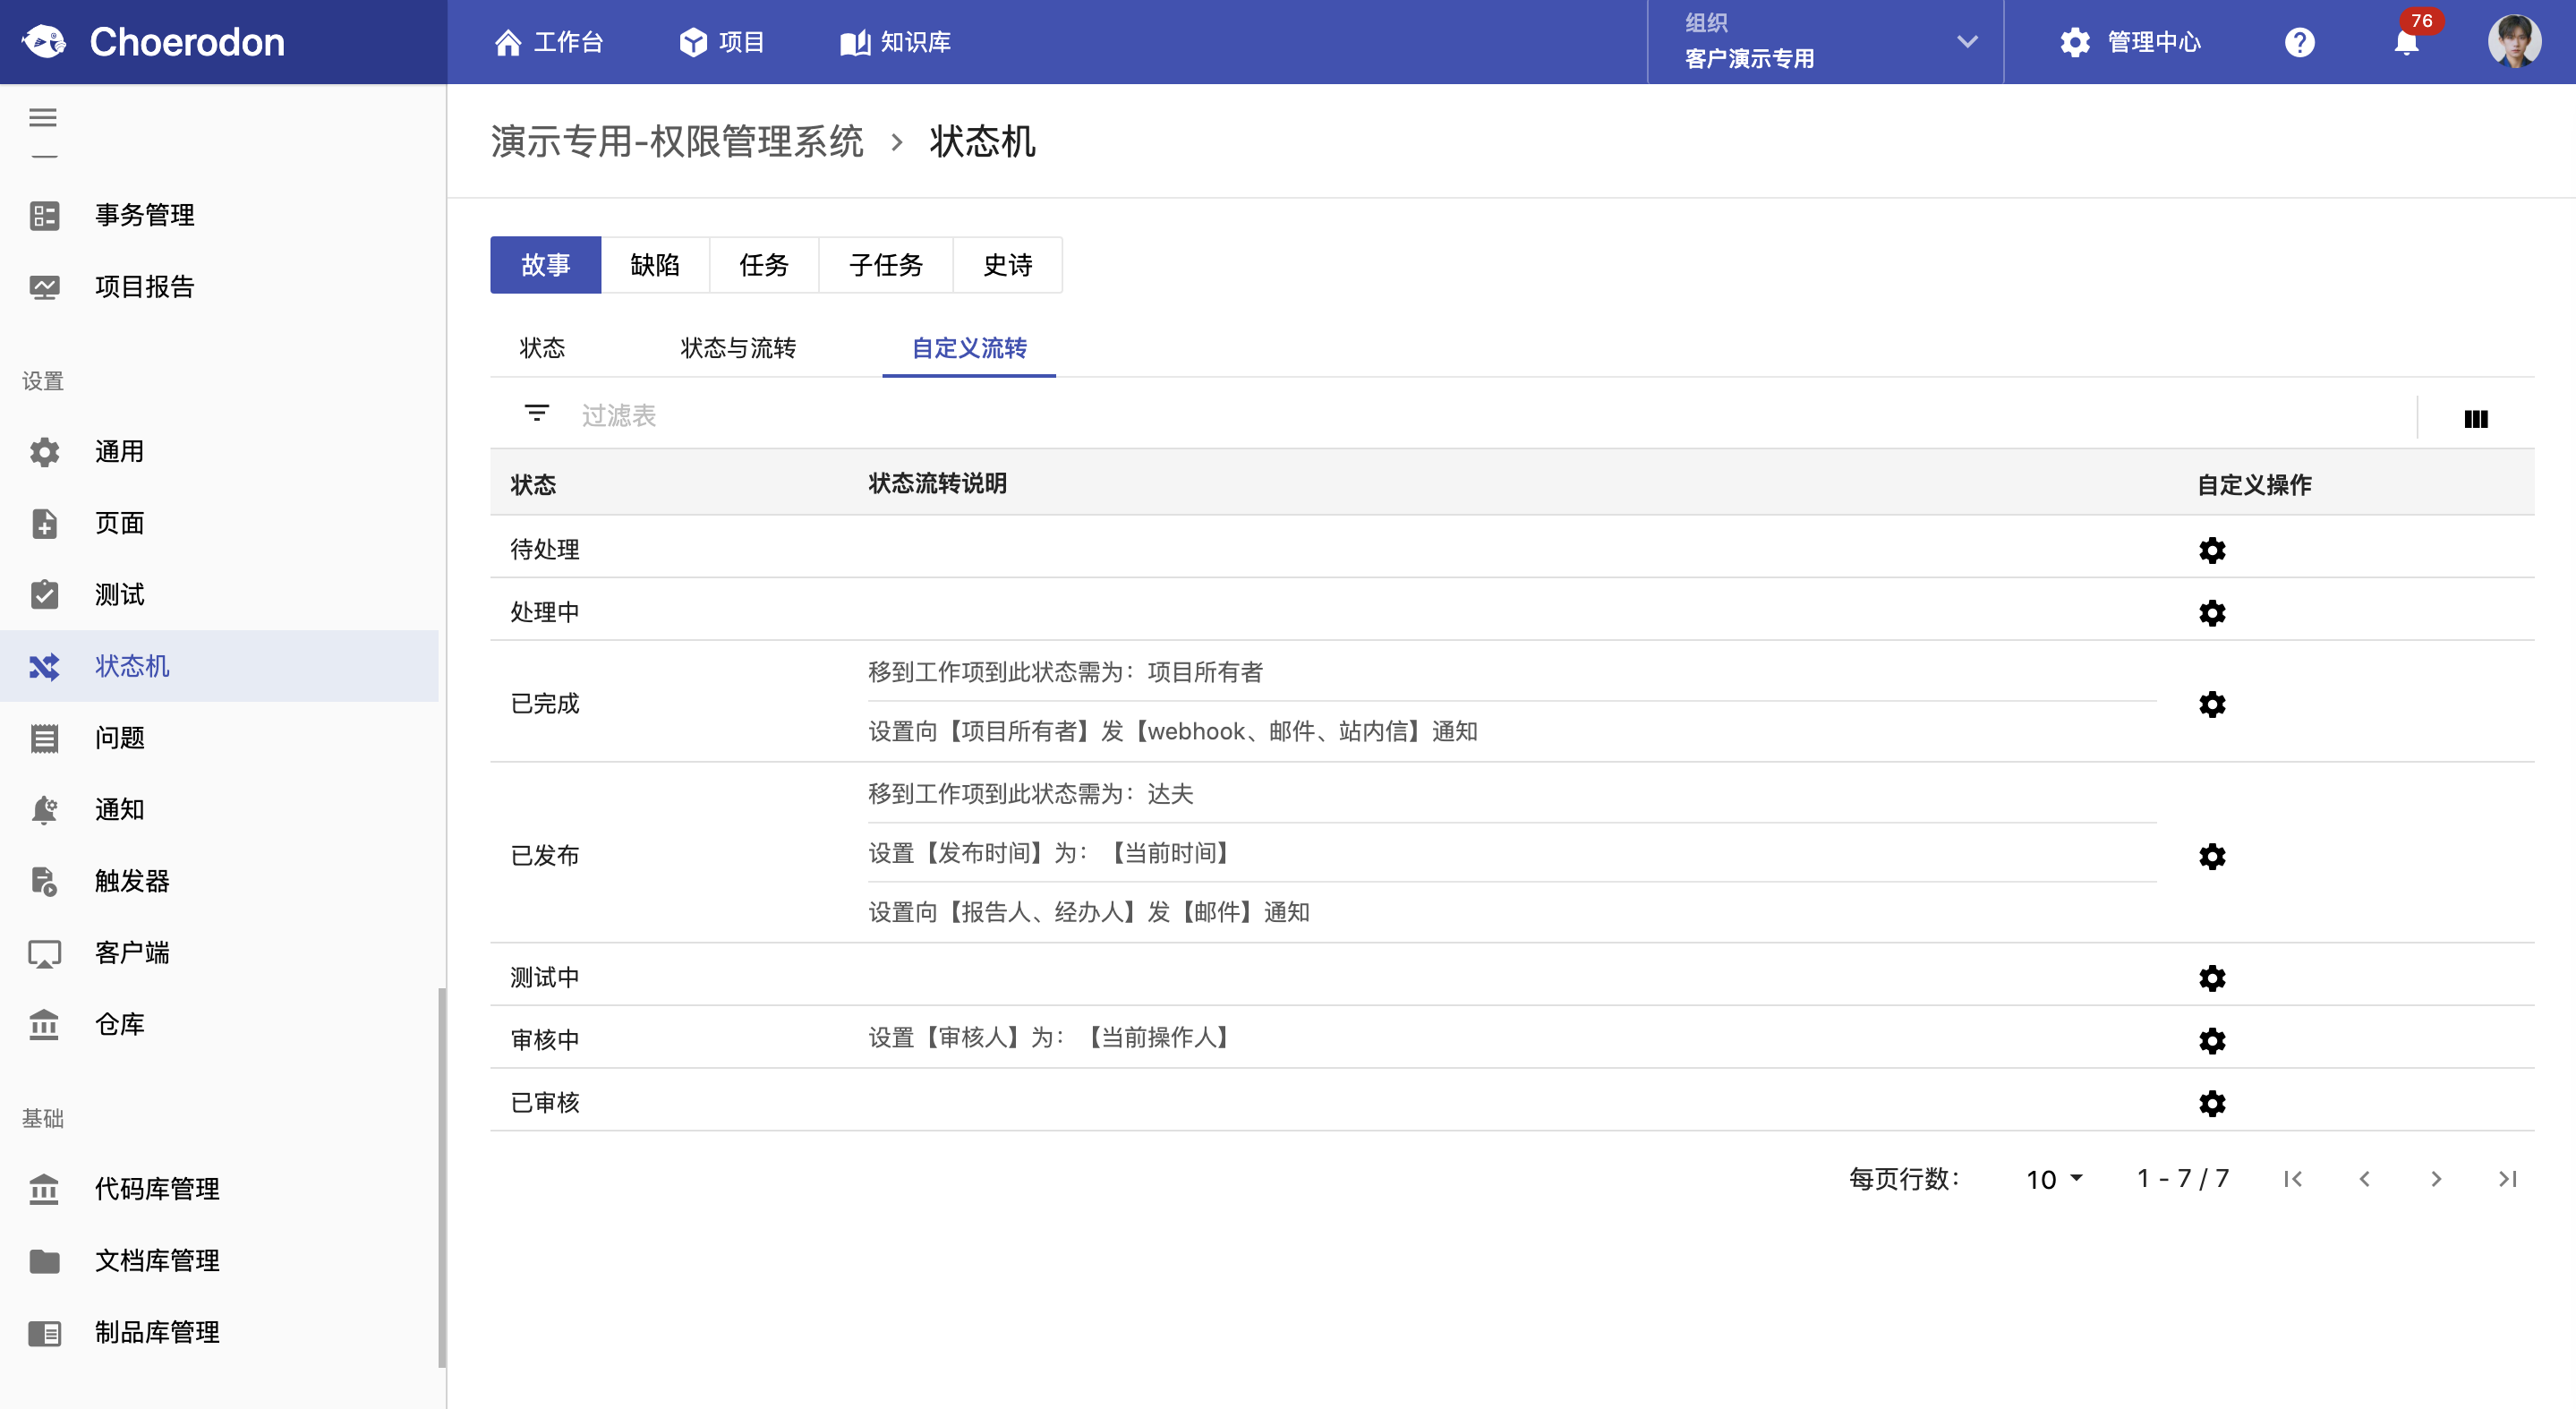 Choerodon
工作台
项目
知识库
组织
客户演示专用
管理中心
76
事务管理
项目报告
设置
通用
页面
测试
状态机
问题
通知
触发器
客户端
仓库
基础
代码库管理
文档库管理
制品库管理
演示专用-权限管理系统 › 状态机
故事 缺陷 任务 子任务 史诗
状态 状态与流转 自定义流转
过滤表
状态 状态流转说明 自定义操作
待处理
处理中
已完成
移到工作项到此状态需为：项目所有者
设置向【项目所有者】发【webhook、邮件、站内信】通知
已发布
移到工作项到此状态需为：达夫
设置【发布时间】为：【当前时间】
设置向【报告人、经办人】发【邮件】通知
测试中
审核中 设置【审核人】为：【当前操作人】
已审核
每页行数： 10 1 - 7 / 7